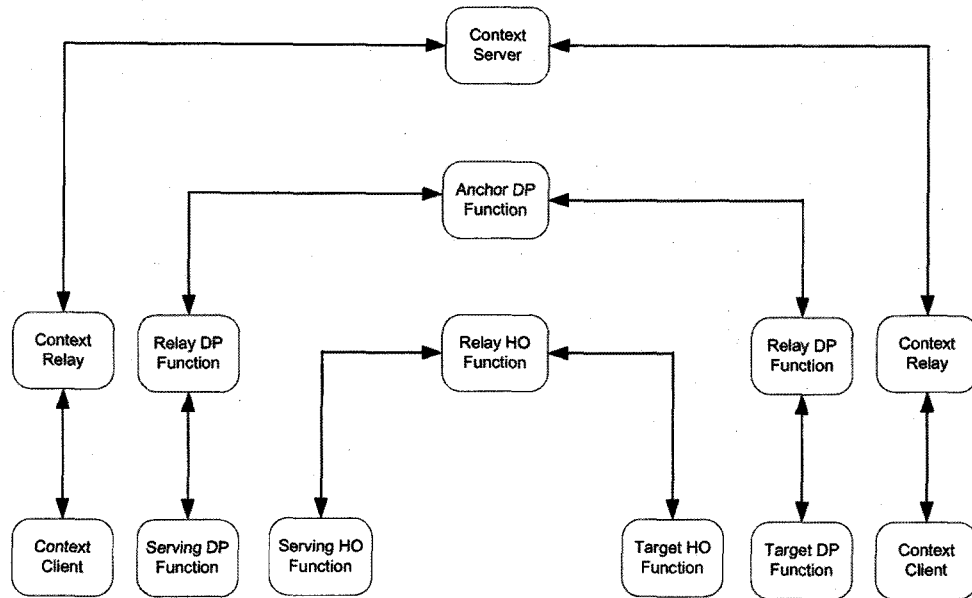 Context
Server
Anchor DP
Function
Context
Relay
Relay DP
Function
Relay HO
Function
Relay DP
Function
Context
Relay
Context
Client
Serving DP
Function
Serving HO
Function
Target HO
Function
Target DP
Function
Context
Client